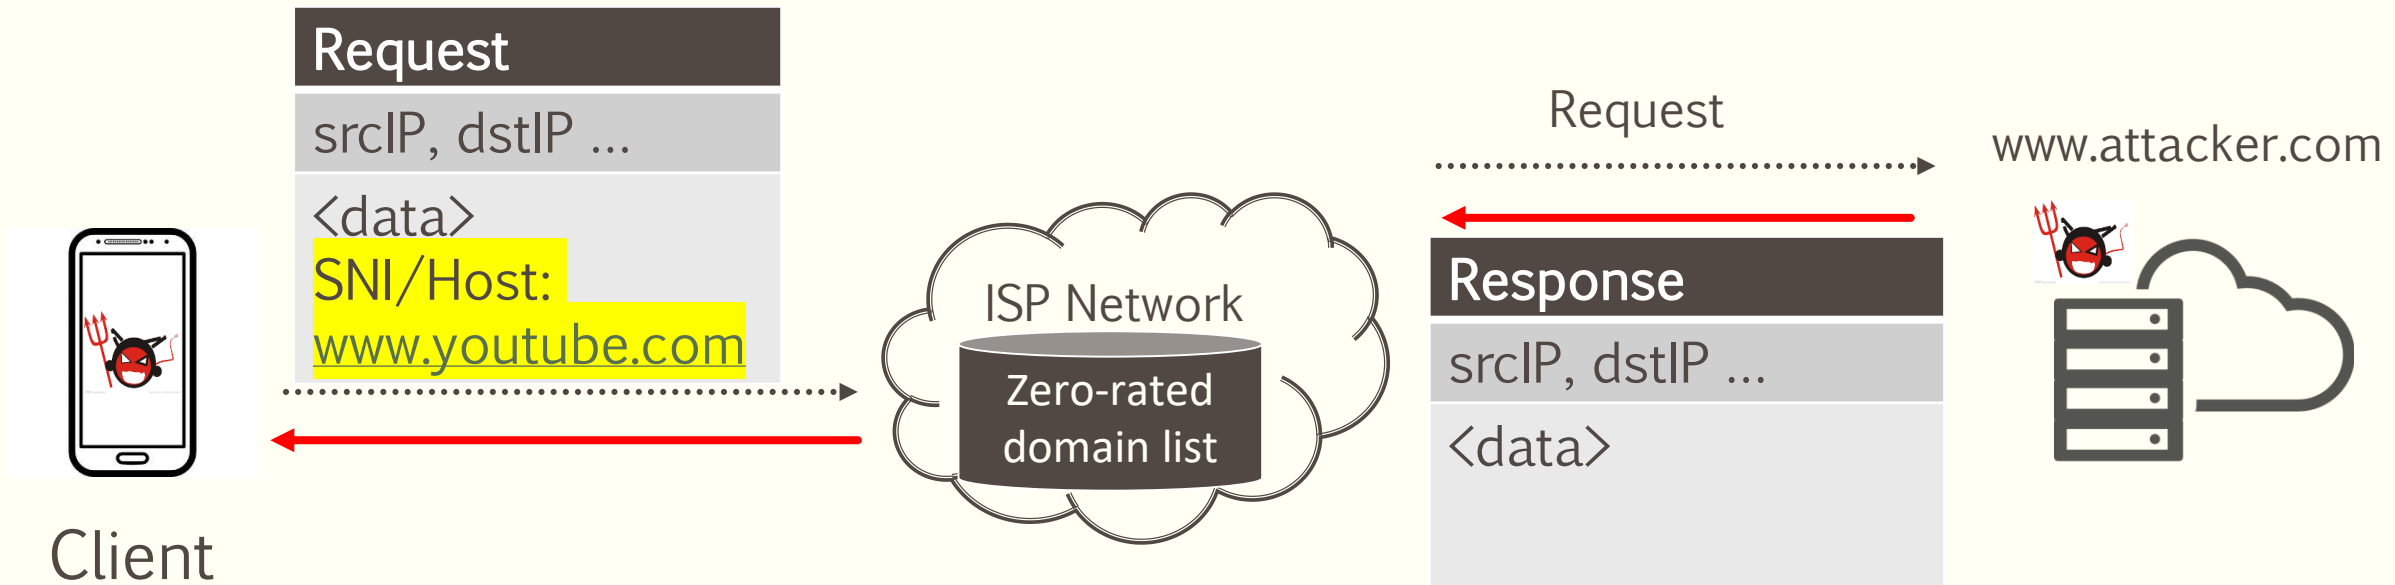 Request
srcIP, dstIP ...
<data>
SNI/Host:
www.youtube.com
Client
ISP Network
Zero-rated
domain list
Request
www.attacker.com
Response
srcIP, dstIP ...
<data>